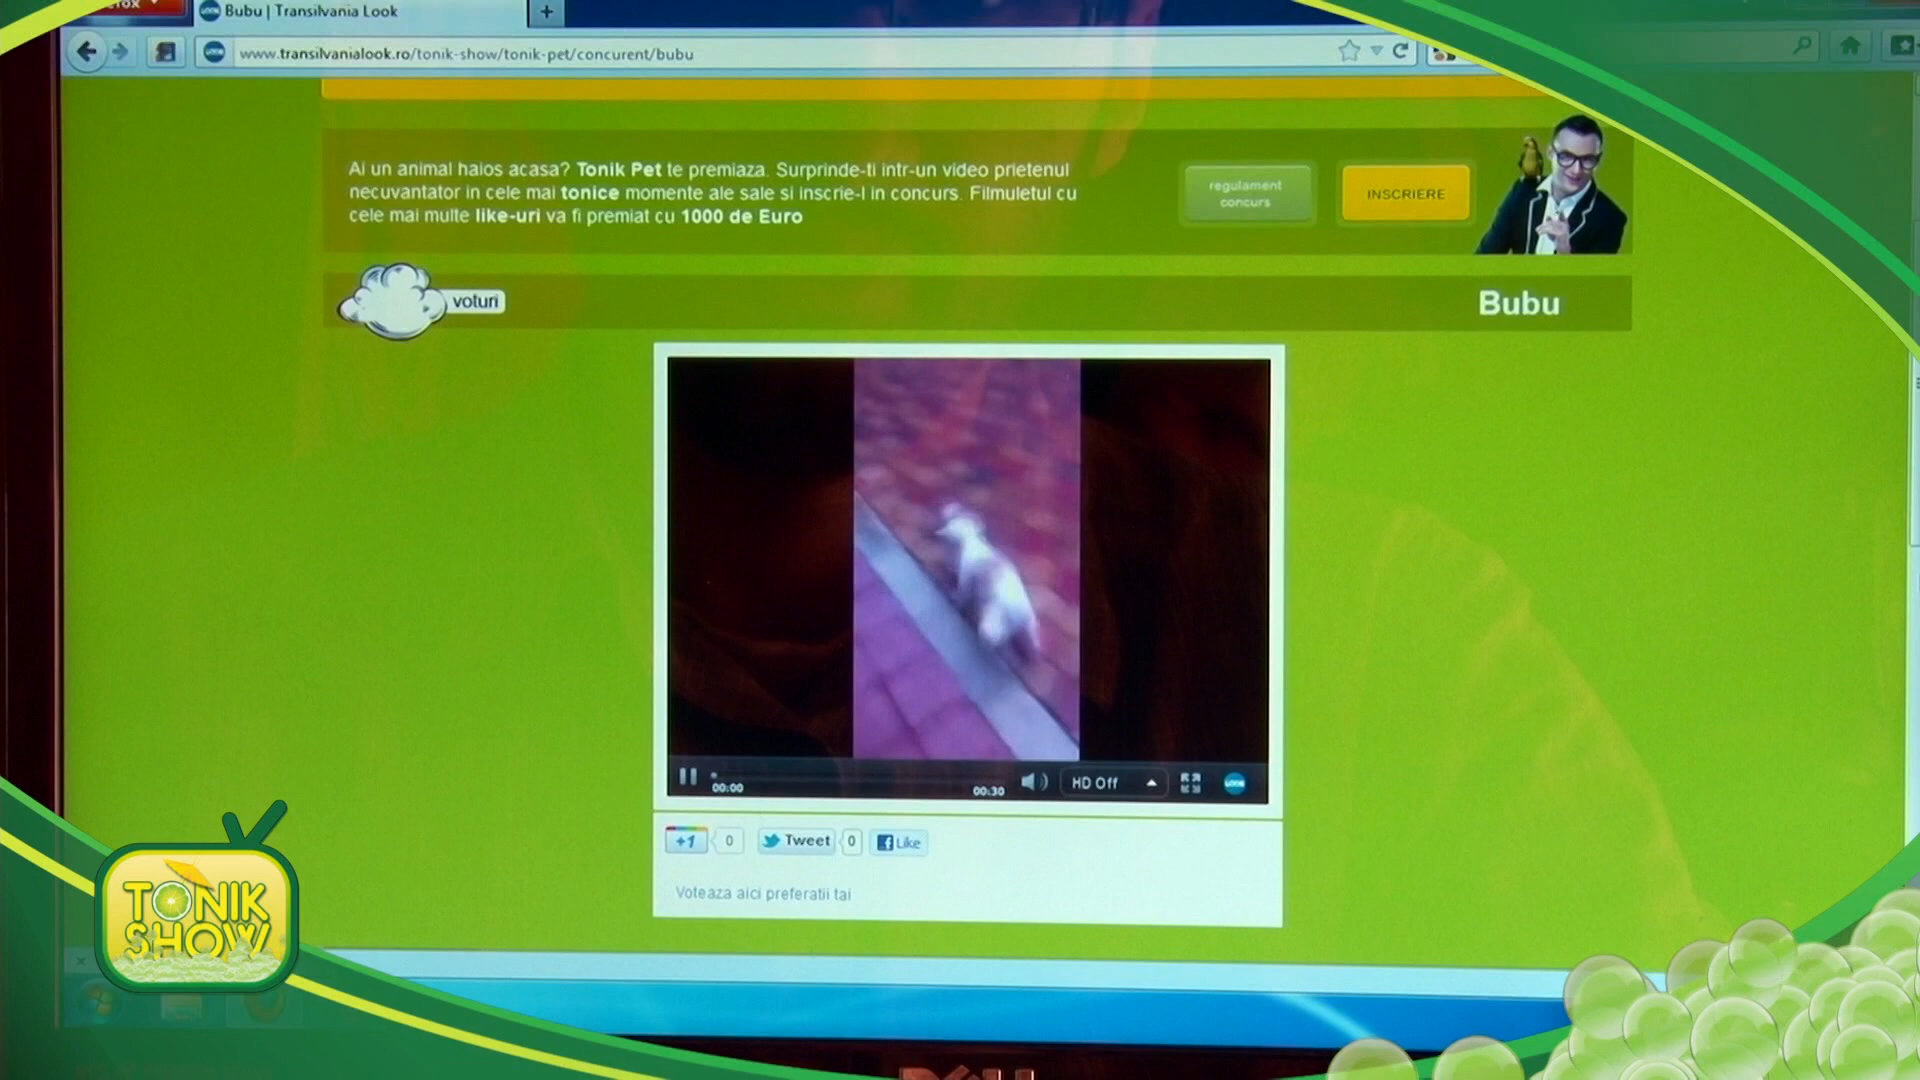 Bubu | Transilvania Look
+
www.transilvanialook.ro/tonik-show/tonik-pet/concurent/bubu
Ai un animal haios acasa? Tonik Pet te premiaza. Surprinde-ti intr-un video prietenul
necuvantator in cele mai tonice momente ale sale si inscrie-l in concurs. Filmuletul cu
cele mai multe like-uri va fi premiat cu 1000 de Euro
regulament
concurs
INSCRIERE
voturi
Bubu
00:00
00:30
HD Off
LOOK
+1
0
Tweet
0
Like
Voteaza aici preferatii tai
TONIK
SHOW